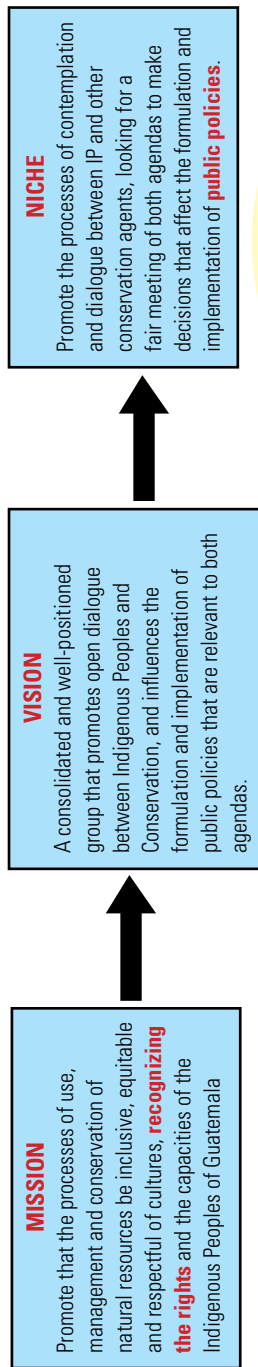 MISSION
Promote that the processes of use,
management and conservation of
natural resources be inclusive, equitable
and respectful of cultures, recognizing
the rights and the capacities of the
Indigenous Peoples of Guatemala
VISION
A consolidated and well-positioned
group that promotes open dialogue
between Indigenous Peoples and
Conservation, and influences the
formulation and implementation of
public policies that are relevant to both
agendas.
NICHE
Promote the processes of contemplation
and dialogue between IP and other
conservation agents, looking for a
fair meeting of both agendas to make
decisions that affect the formulation and
implementation of public policies.